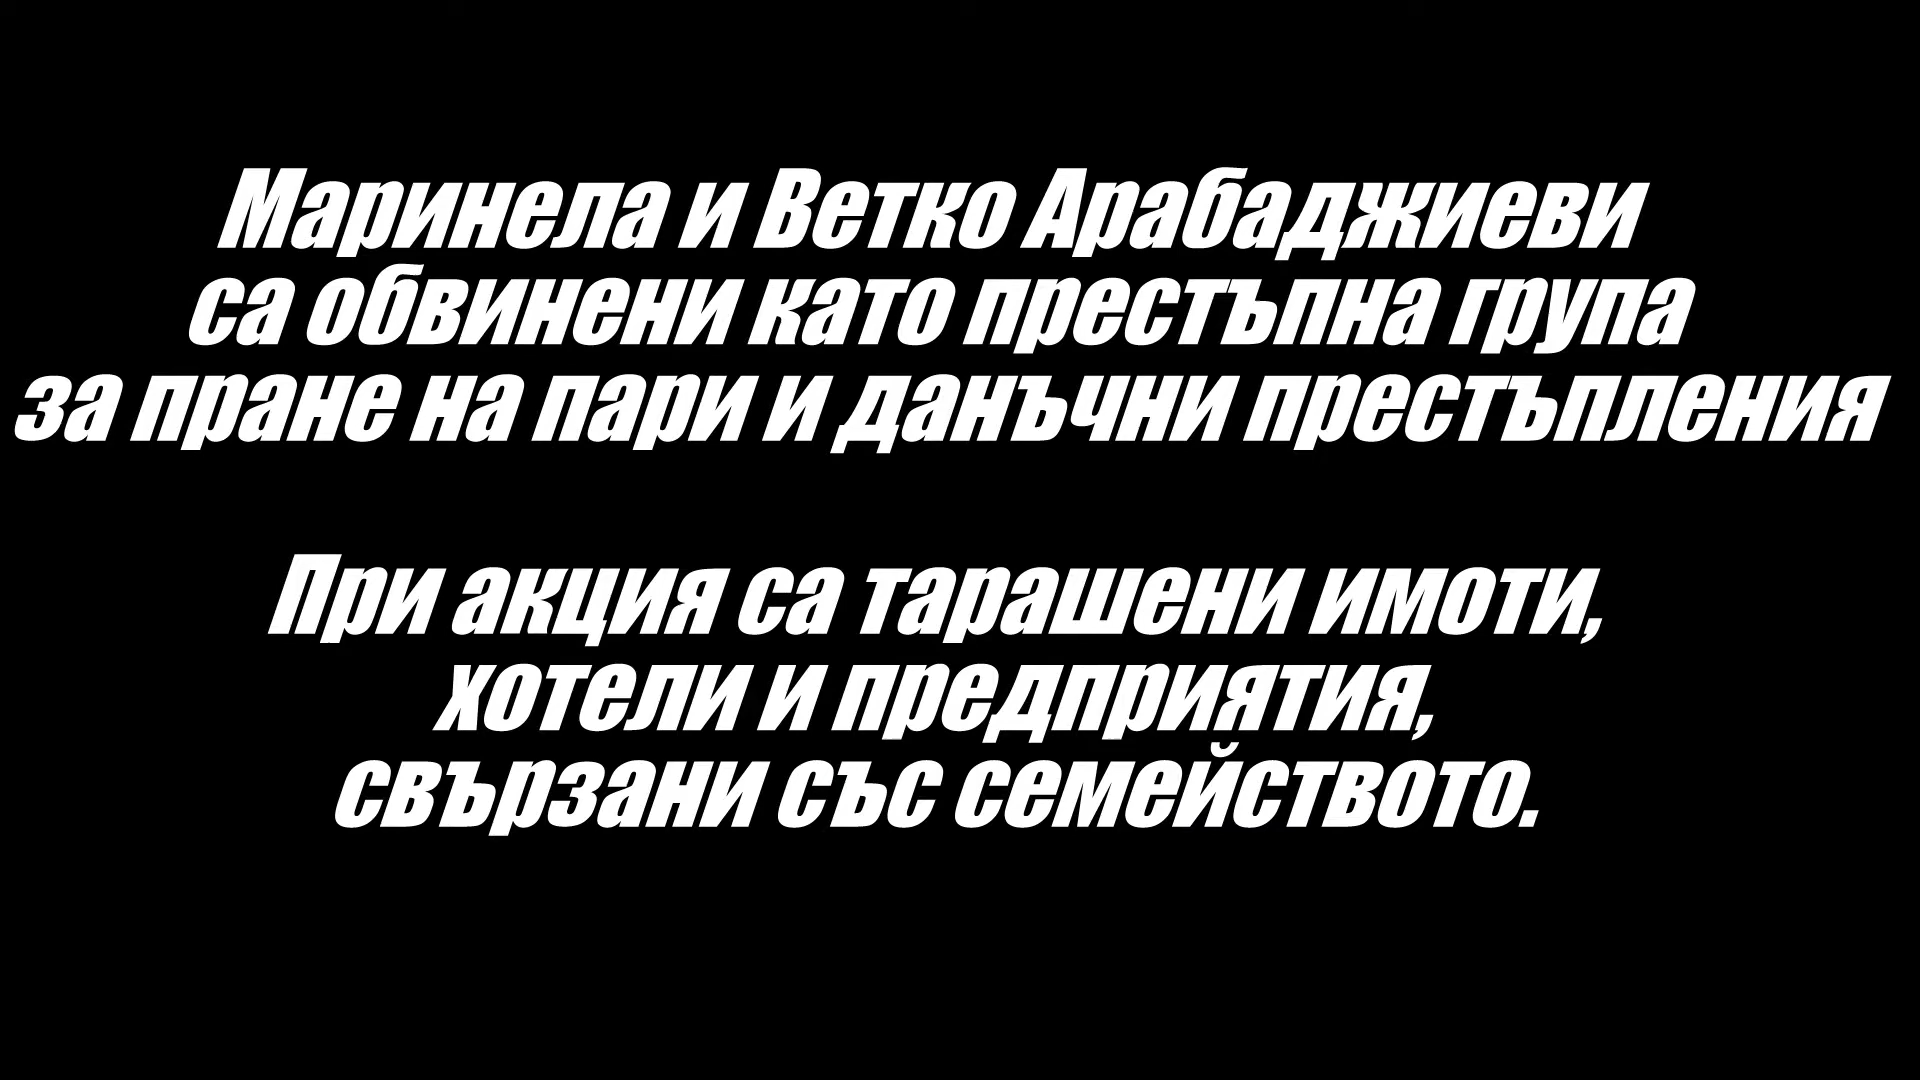 Маринела и Ветко Арабаджиеви
са обвинени като престъпна група
за пране на пари и данъчни престъпления
При акция са тарашени имоти,
хотели и предприятия,
свързани със семейството.